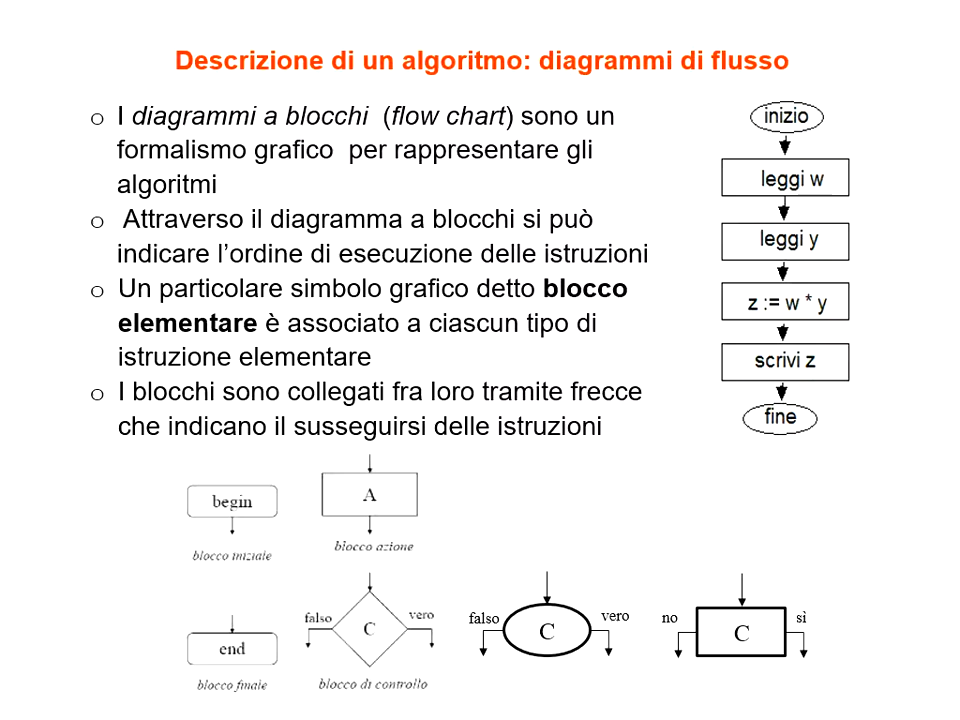 Descrizione di un algoritmo: diagrammi di flusso
o I diagrammi a blocchi (flow chart) sono un
formalismo grafico per rappresentare gli
algoritmi
o Attraverso il diagramma a blocchi si può
indicare l’ordine di esecuzione delle istruzioni
o Un particolare simbolo grafico detto blocco
elementare è associato a ciascun tipo di
istruzione elementare
o I blocchi sono collegati fra loro tramite frecce
che indicano il susseguirsi delle istruzioni
inizio
leggi w
leggi y
z := w * y
scrivi z
fine
begin
blocco iniziale
A
blocco azione
end
blocco finale
falso
C
vero
blocco di controllo
falso
C
vero
no
C
sì